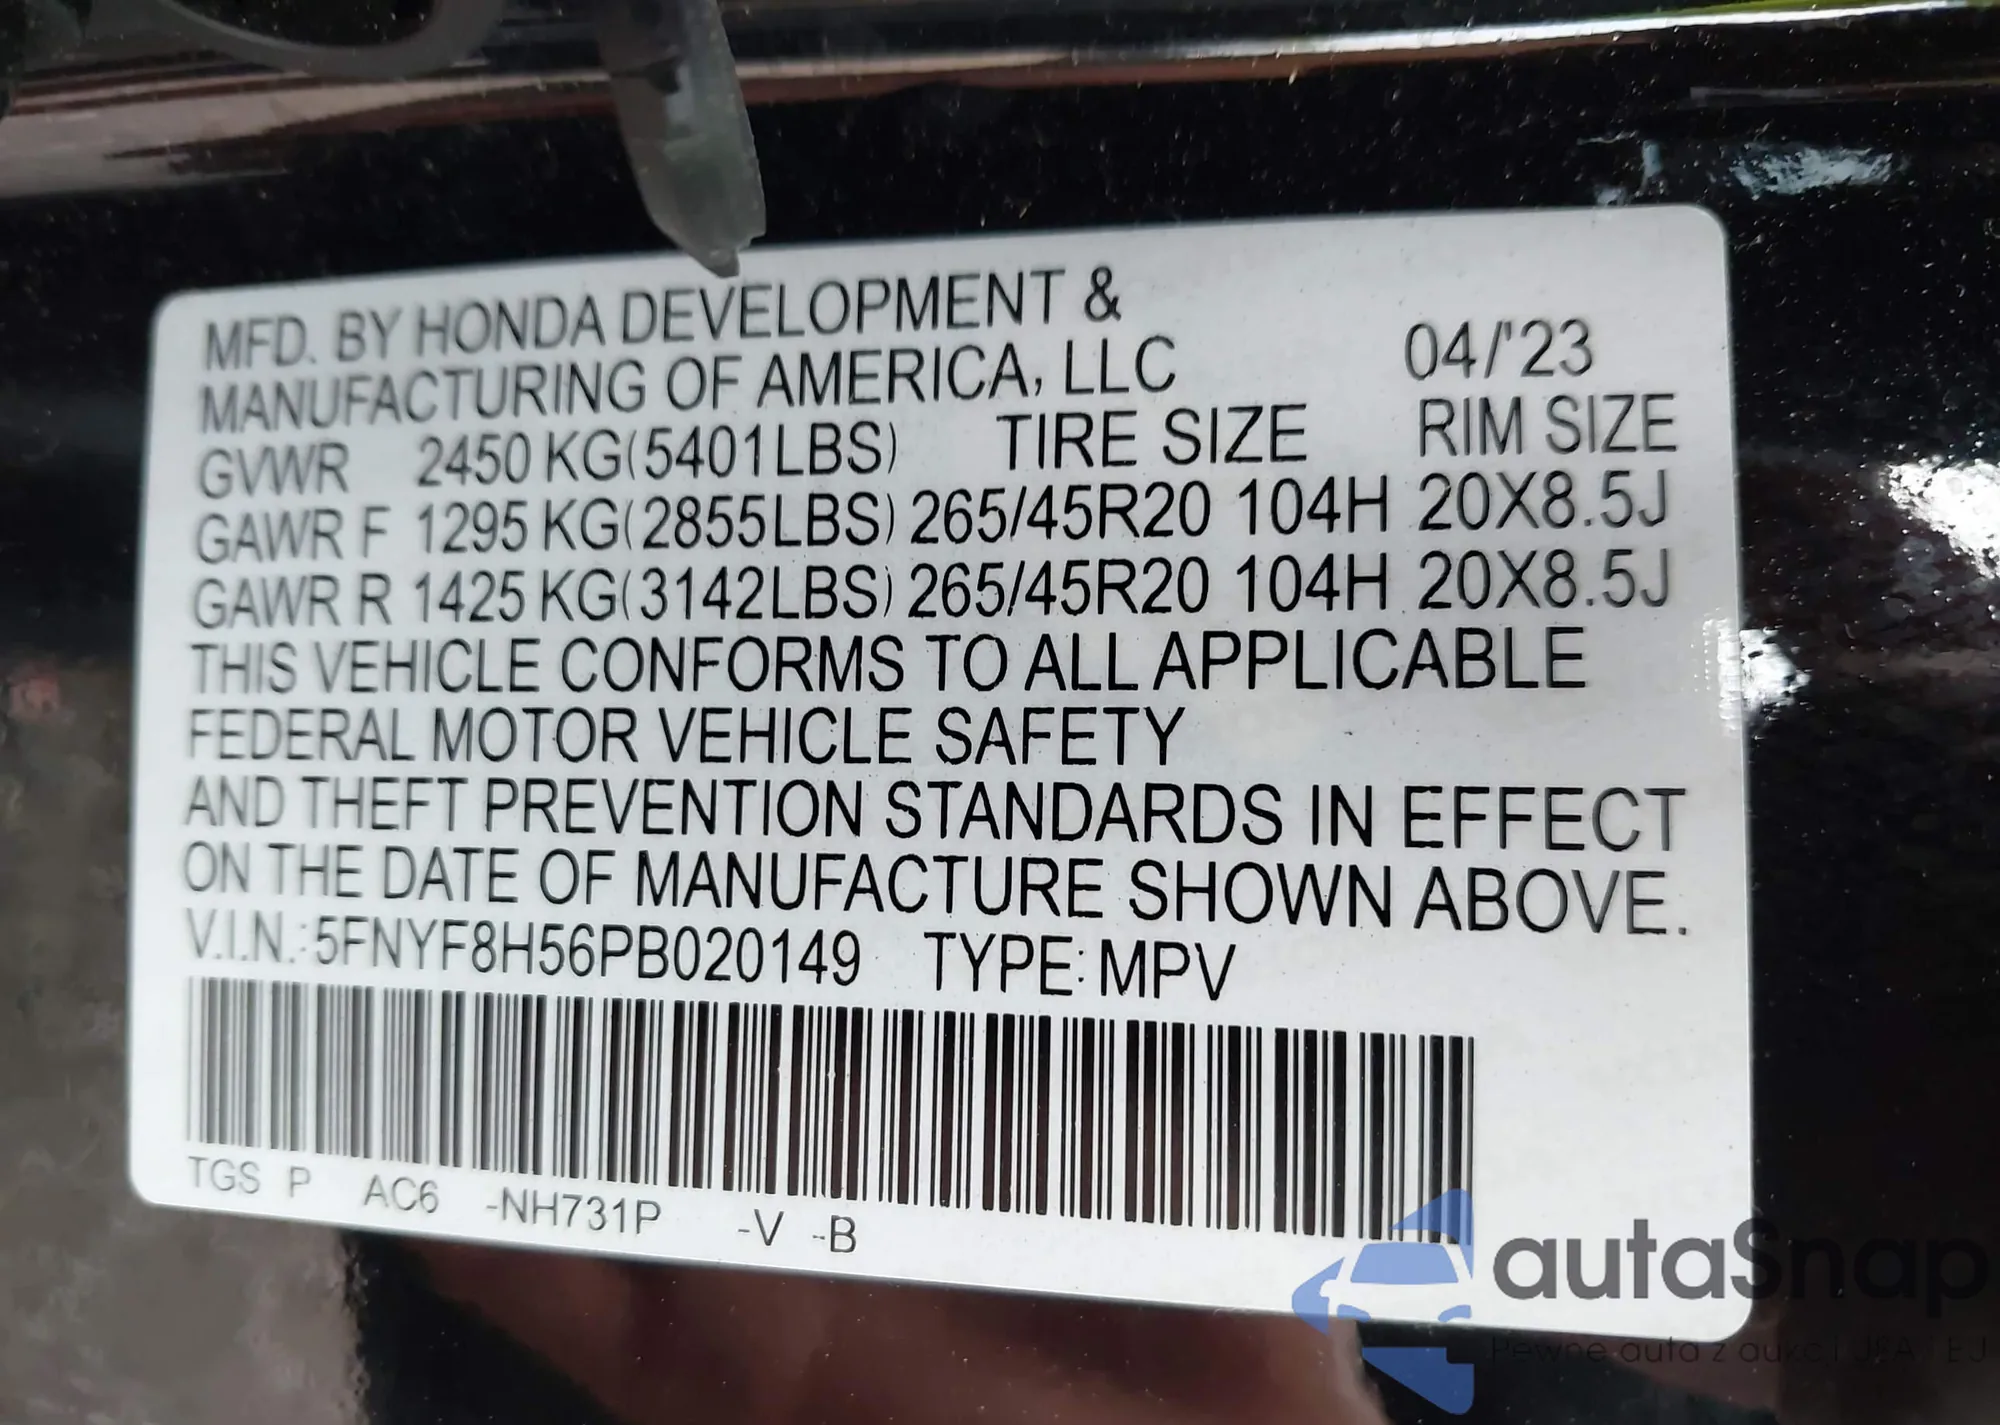 MFD. BY HONDA DEVELOPMENT &
MANUFACTURING OF AMERICA, LLC 04/'23
GVWR 2450 KG(5401LBS) TIRE SIZE RIM SIZE
GAWR F 1295 KG(2855LBS) 265/45R20 104H 20X8.5J
GAWR R 1425 KG(3142LBS) 265/45R20 104H 20X8.5J
THIS VEHICLE CONFORMS TO ALL APPLICABLE
FEDERAL MOTOR VEHICLE SAFETY
AND THEFT PREVENTION STANDARDS IN EFFECT
ON THE DATE OF MANUFACTURE SHOWN ABOVE.
V.I.N.: 5FNYF8H56PB020149 TYPE: MPV
TGS P AC6 -NH731P -V -B
autaSnap
Pewne auta z aukcji